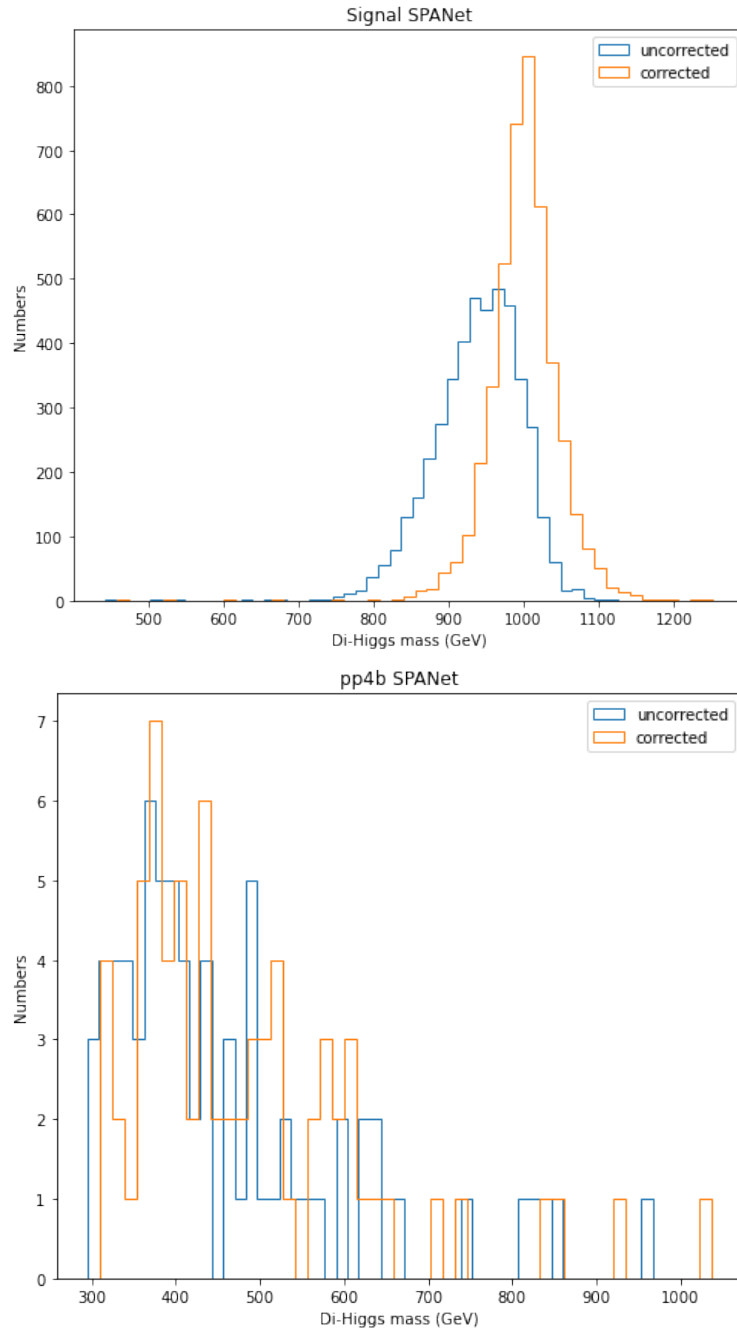 Signal SPANet
uncorrected
corrected
800
700
600
500
400
300
200
100
0
Numbers
500 600 700 800 900 1000 1100 1200
Di-Higgs mass (GeV)
pp4b SPANet
uncorrected
corrected
7
6
5
4
3
2
1
0
Numbers
300 400 500 600 700 800 900 1000
Di-Higgs mass (GeV)